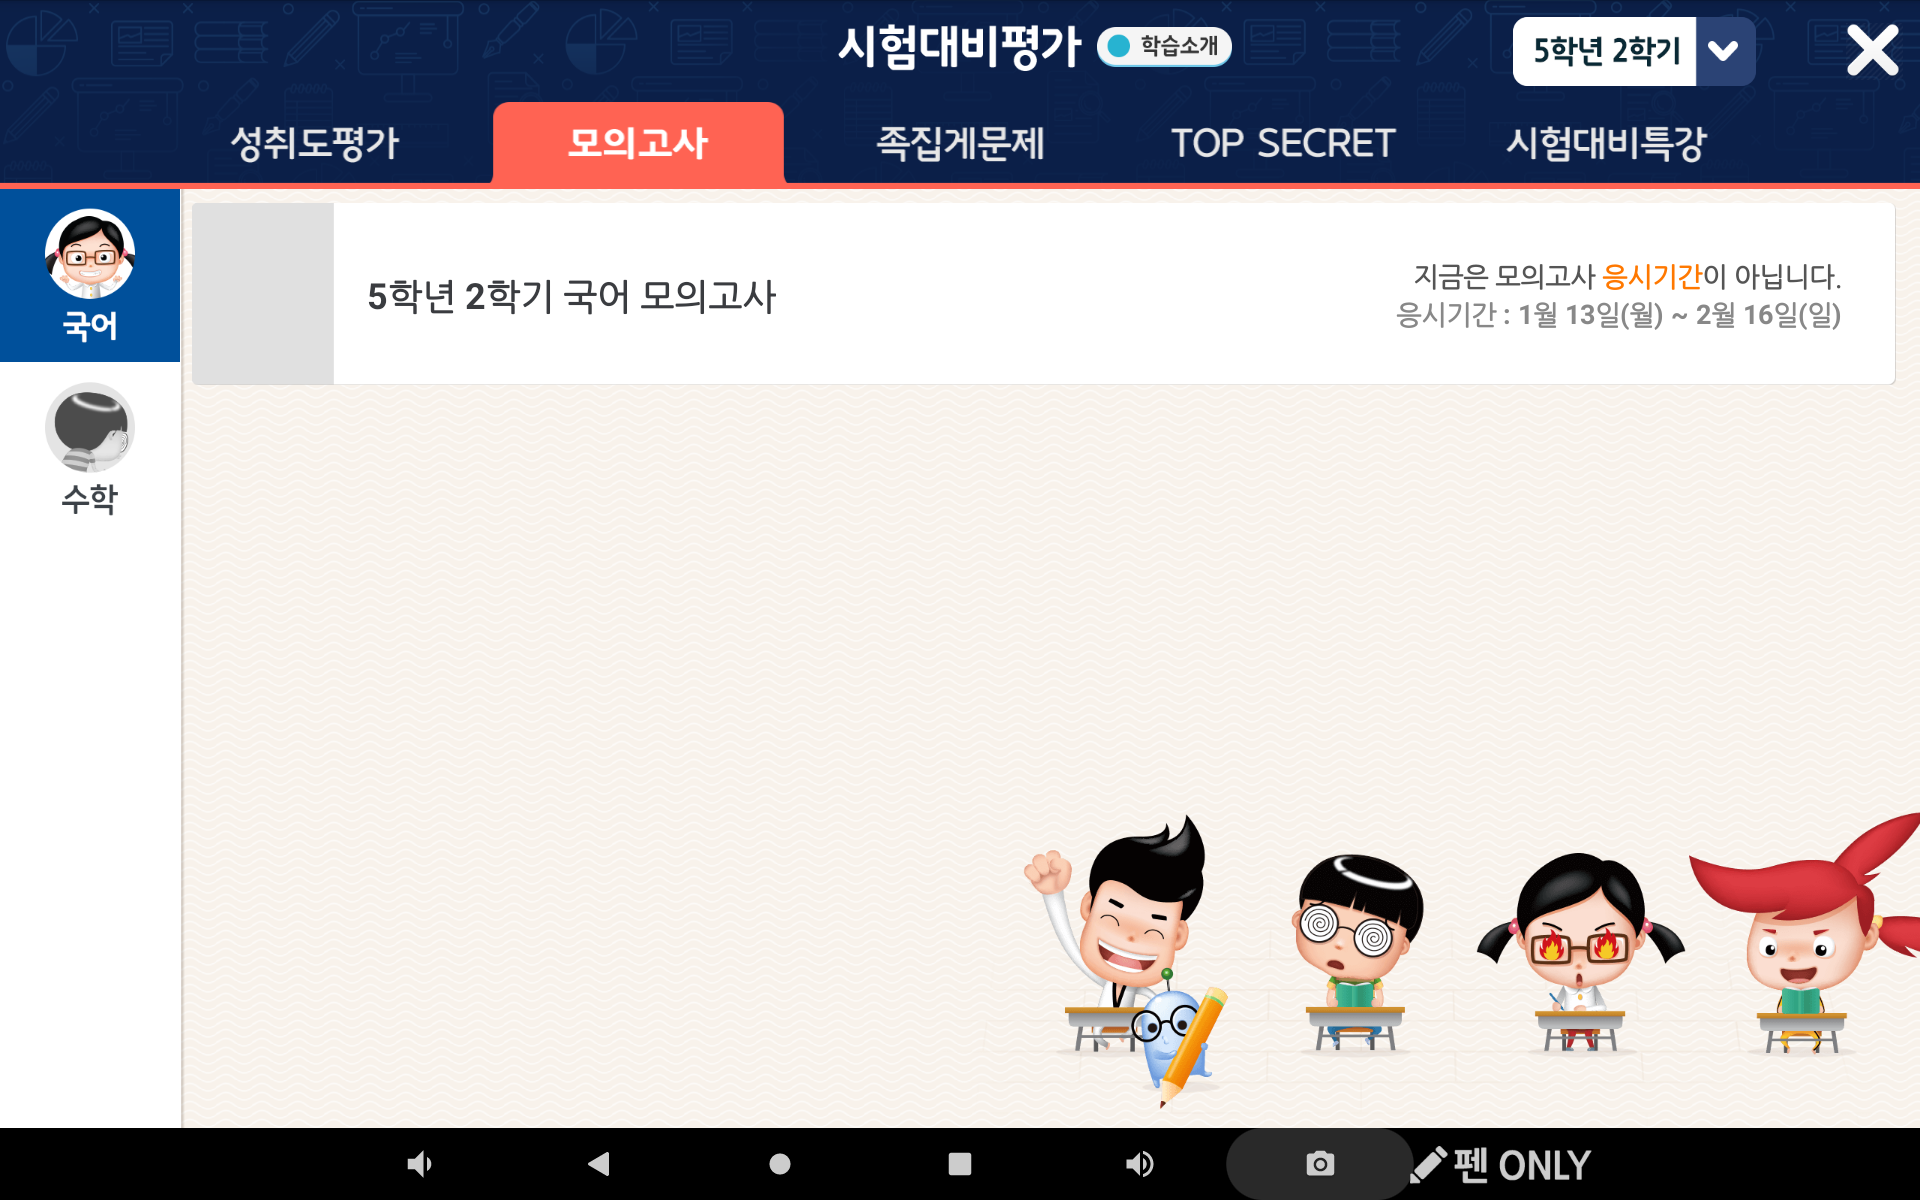 시험대비평가
학습소개
5학년 2학기
성취도평가
모의고사
족집게문제
TOP SECRET
시험대비특강
국어
수학
5학년 2학기 국어 모의고사
지금은 모의고사 응시기간이 아닙니다.
응시기간 : 1월 13일(월) ~ 2월 16일(일)
펜 ONLY